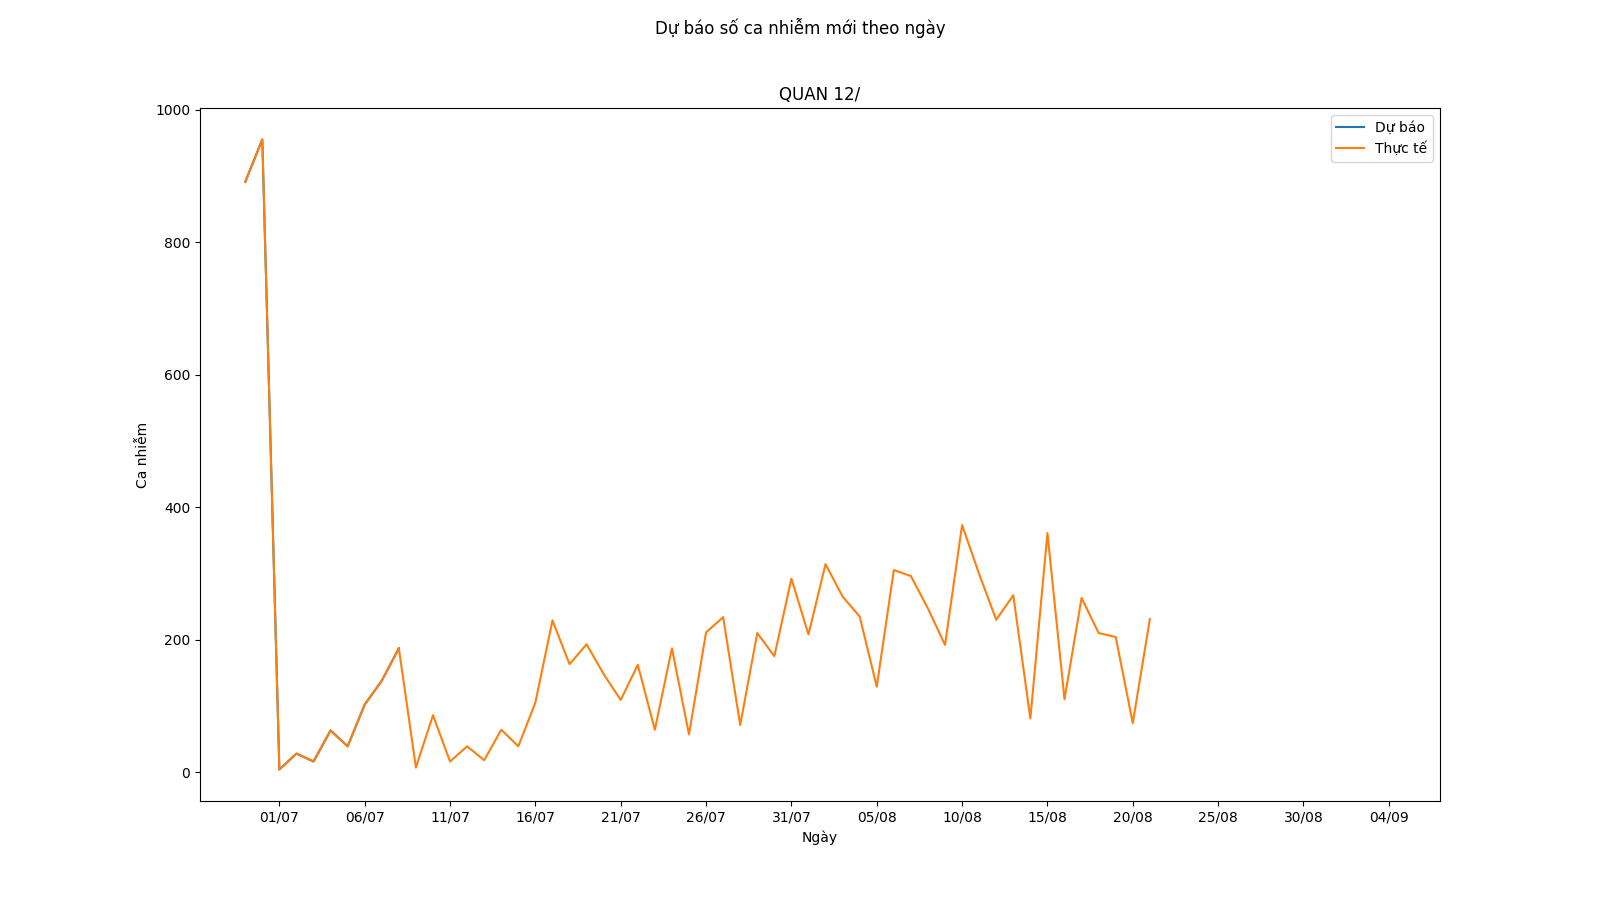 Dự báo số ca nhiễm mới theo ngày
QUAN 12/
1000
800
600
400
200
0
Ca nhiễm
Dự báo
Thực tế
01/07 06/07 11/07 16/07 21/07 26/07 31/07 05/08 10/08 15/08 20/08 25/08 30/08 04/09
Ngày